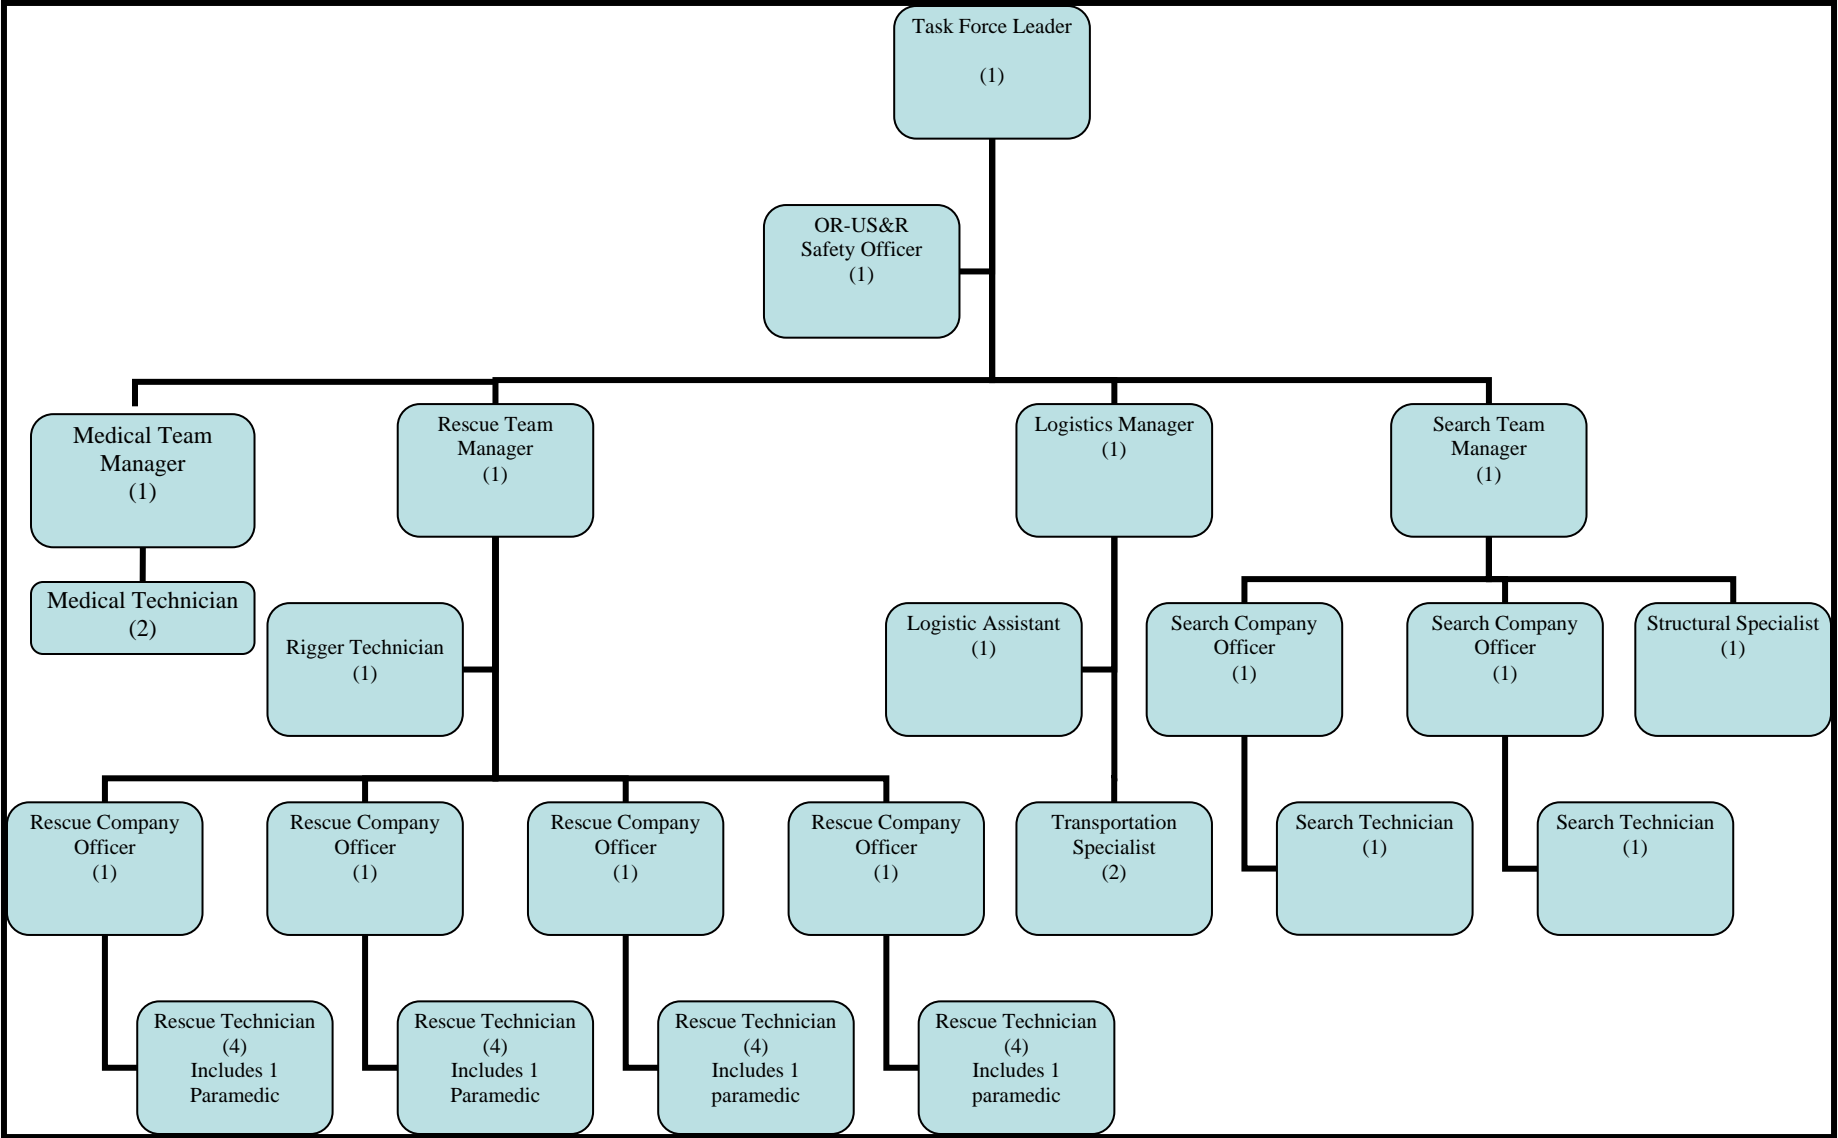 Task Force Leader
(1)
OR-US&R
Safety Officer
(1)
Medical Team
Manager
(1)
Rescue Team
Manager
(1)
Logistics Manager
(1)
Search Team
Manager
(1)
Medical Technician
(2)
Rigger Technician
(1)
Logistic Assistant
(1)
Search Company
Officer
(1)
Search Company
Officer
(1)
Structural Specialist
(1)
Rescue Company
Officer
(1)
Rescue Company
Officer
(1)
Rescue Company
Officer
(1)
Rescue Company
Officer
(1)
Transportation
Specialist
(2)
Search Technician
(1)
Search Technician
(1)
Rescue Technician
(4)
Includes 1
Paramedic
Rescue Technician
(4)
Includes 1
Paramedic
Rescue Technician
(4)
Includes 1
paramedic
Rescue Technician
(4)
Includes 1
paramedic